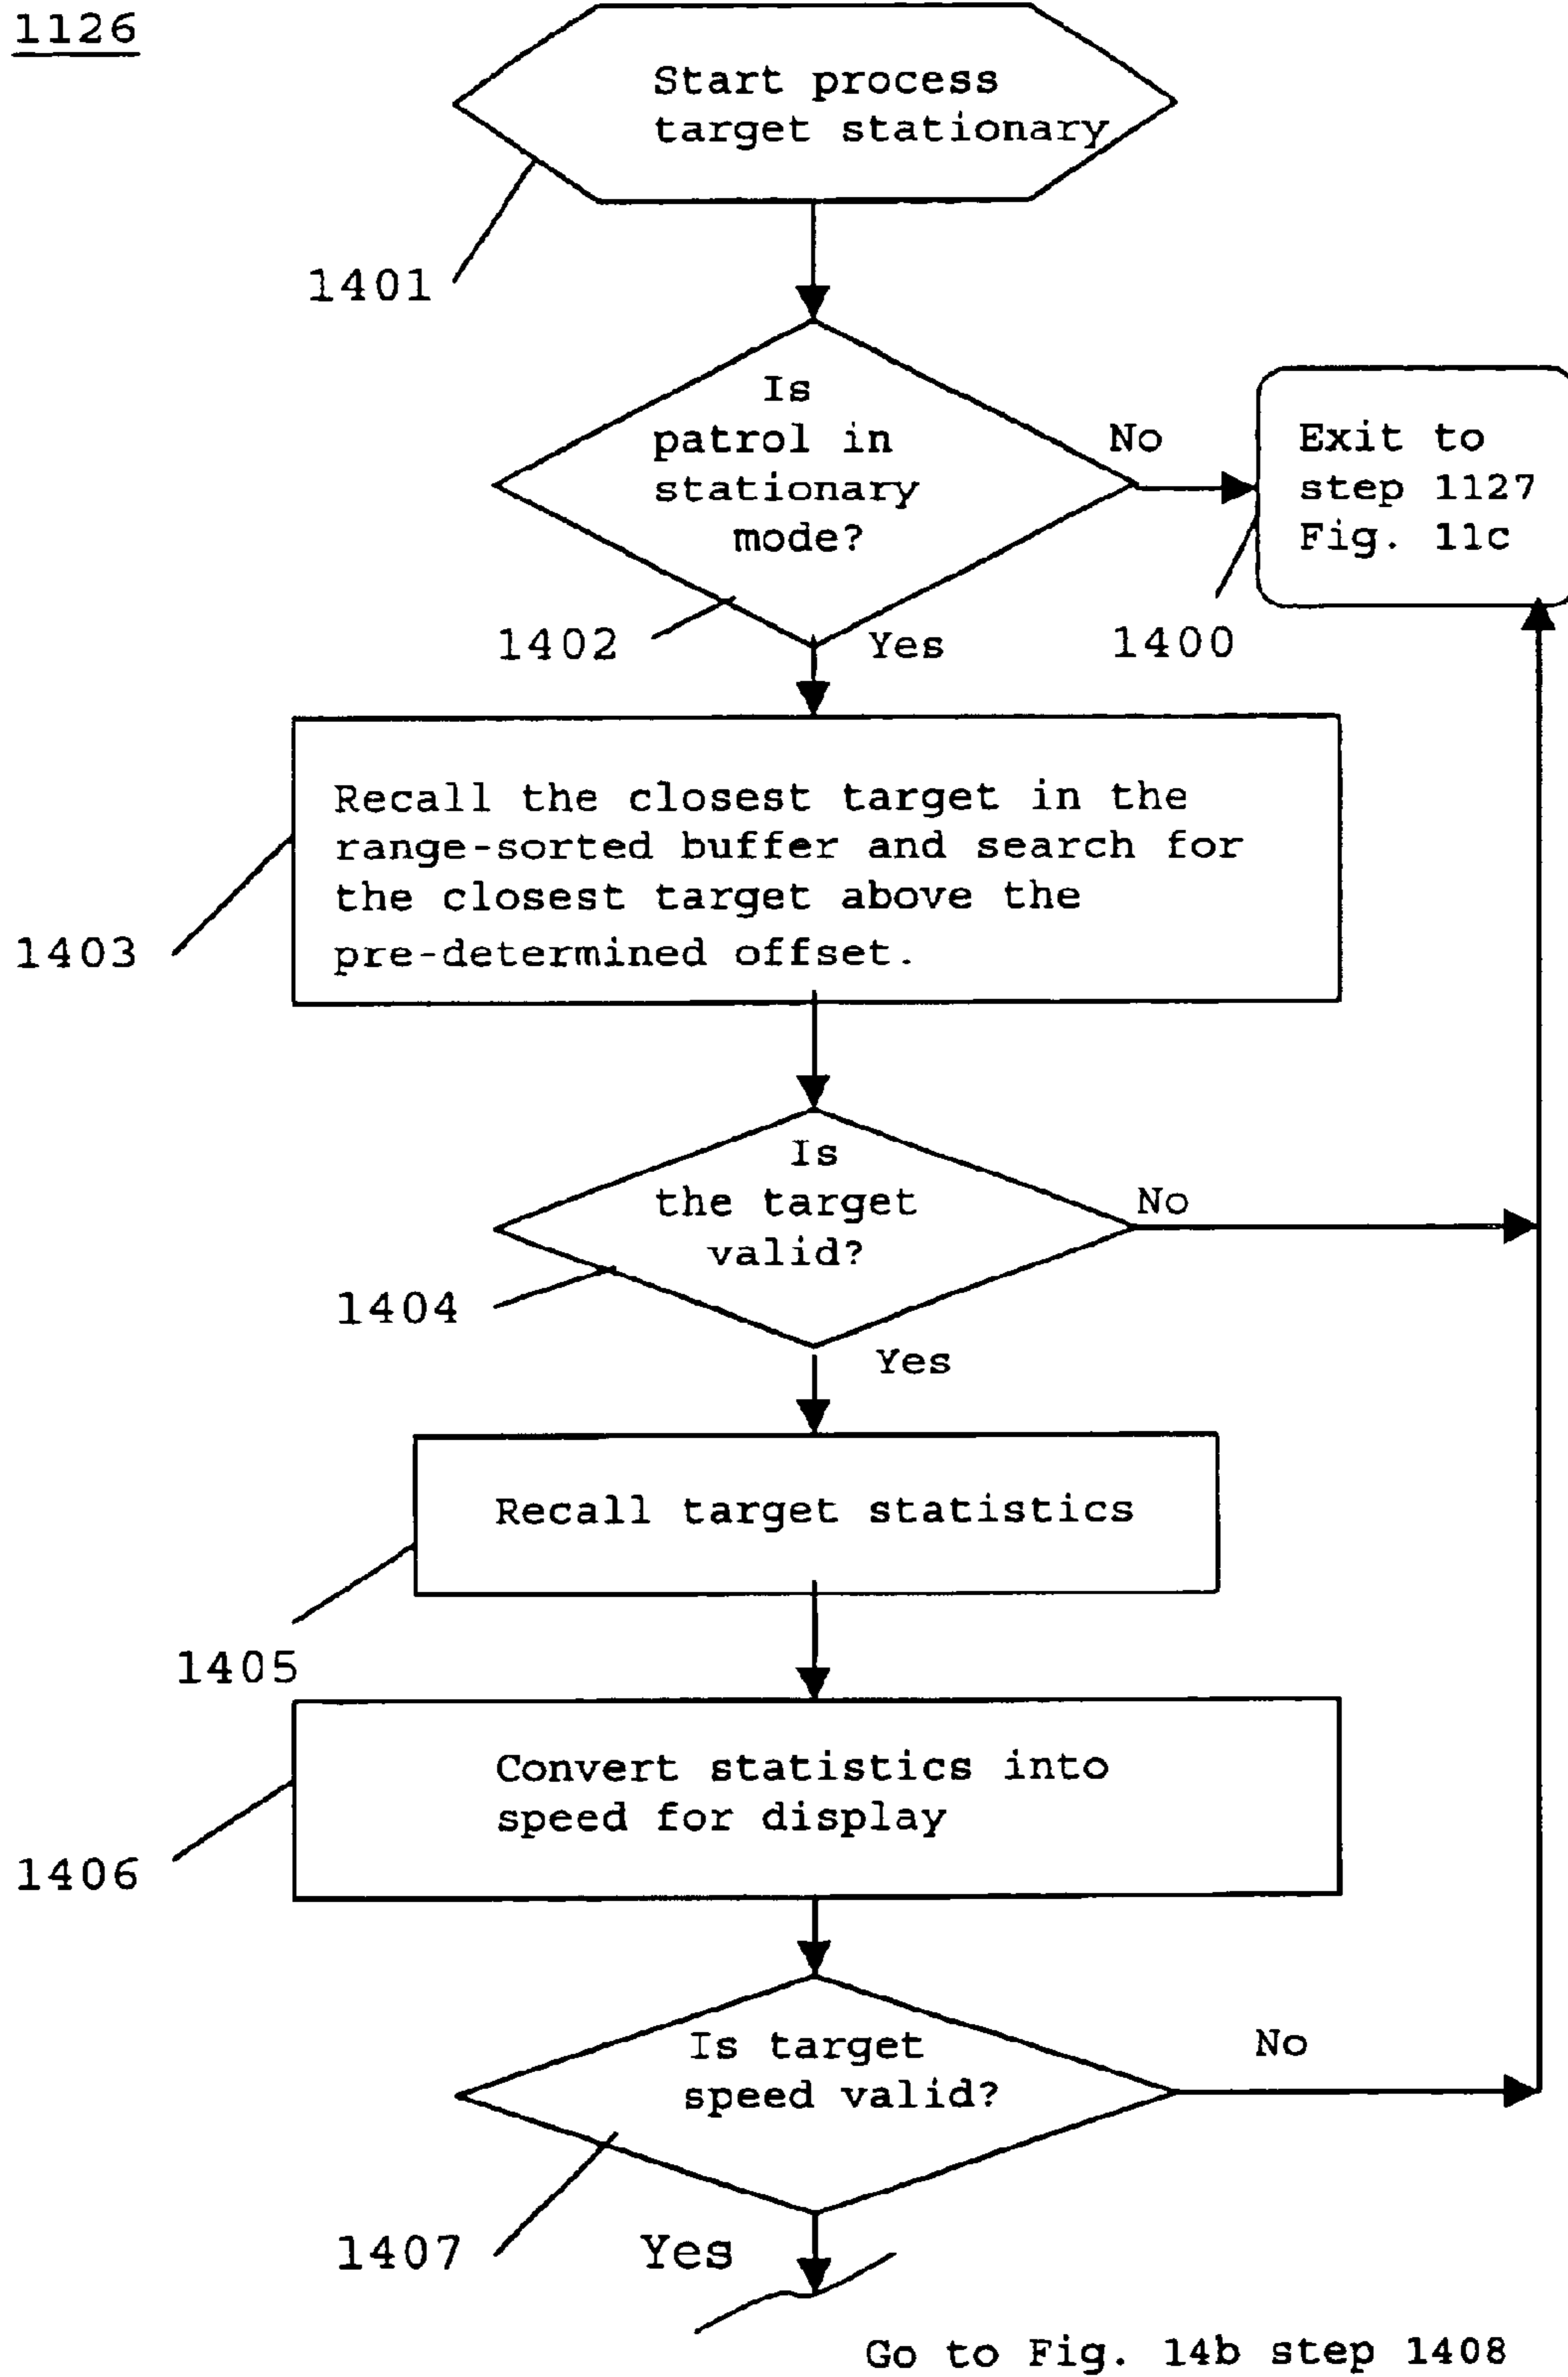 1126
Start process
target stationary
1401
Is
patrol in
stationary
mode?
No
Exit to
step 1127
Fig. 11c
1402
Yes
1400
Recall the closest target in the
range-sorted buffer and search for
the closest target above the
pre-determined offset.
1403
Is
the target
valid?
No
1404
Yes
Recall target statistics
1405
Convert statistics into
speed for display
1406
Is target
speed valid?
No
1407
Yes
Go to Fig. 14b step 1408